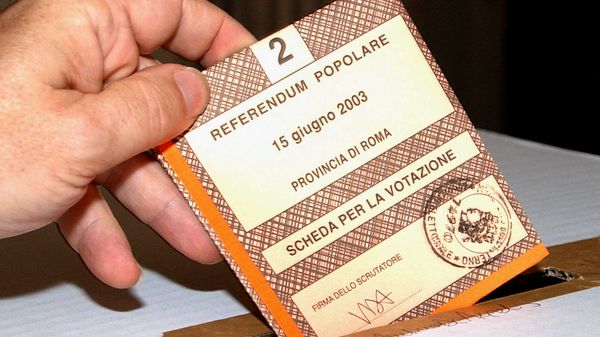 2
REFERENDUM POPOLARE
15 giugno 2003
PROVINCIA DI ROMA
SCHEDA PER LA VOTAZIONE
FIRMA DELLO SCRUTATORE